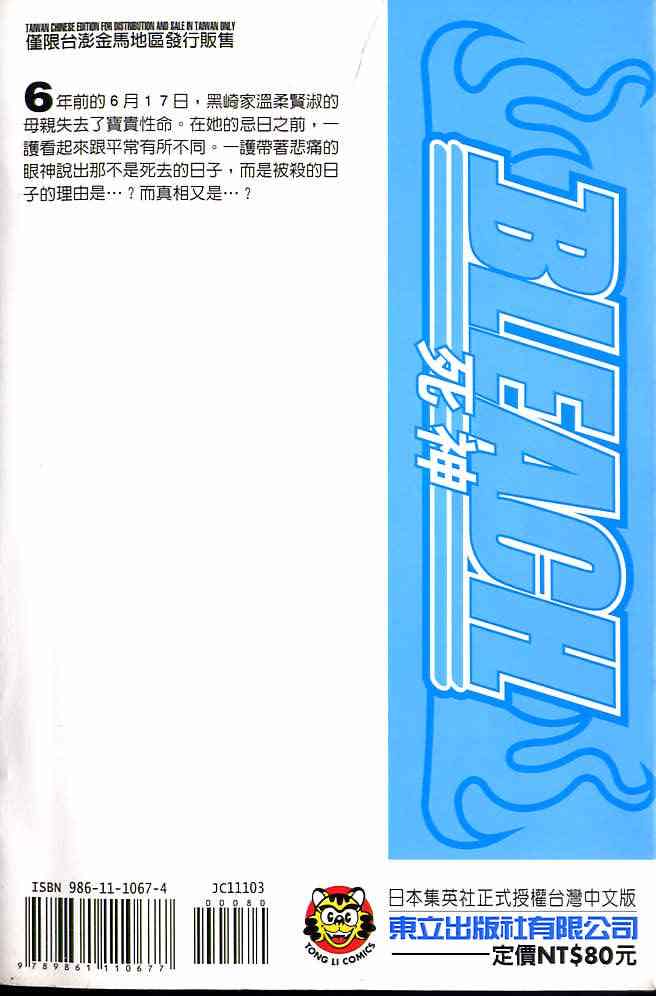 TAIWAN CHINESE EDITION FOR DISTRIBUTION AND SALE IN TAIWAN ONLY
僅限台澎金馬地區發行販售
6年前的6月17日，黑崎家溫柔賢淑的
母親失去了寶貴性命。在她的忌日之前，一
護看起來跟平常有所不同。一護帶著悲痛的
眼神說出那不是死去的日子，而是被殺的日
子的理由是…？而真相又是…？
BLEACH
死神
ISBN 986-11-1067-4
JC11103
00080
9789861110677
TONG LI COMICS
日本集英社正式授權台灣中文版
東立出版社有限公司
定價NT$80元